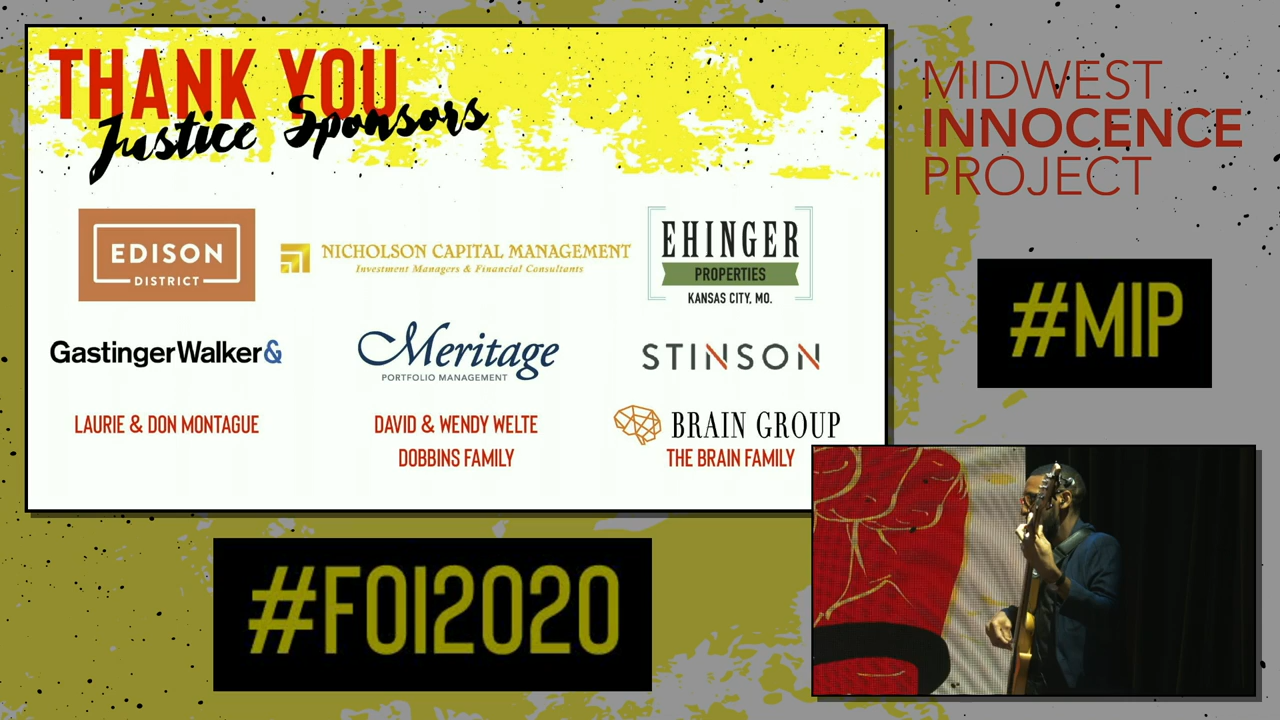 THANK YOU
Justice Sponsors
EDISON
DISTRICT
NICHOLSON CAPITAL MANAGEMENT
Investment Managers & Financial Consultants
EHINGER
PROPERTIES
KANSAS CITY, MO.
GastingerWalker&
Meritage
PORTFOLIO MANAGEMENT
STINSON
LAURIE & DON MONTAGUE
DAVID & WENDY WELTE
DOBBINS FAMILY
BRAIN GROUP
THE BRAIN FAMILY
MIDWEST
INNOCENCE
PROJECT
#MIP
#FOI2020